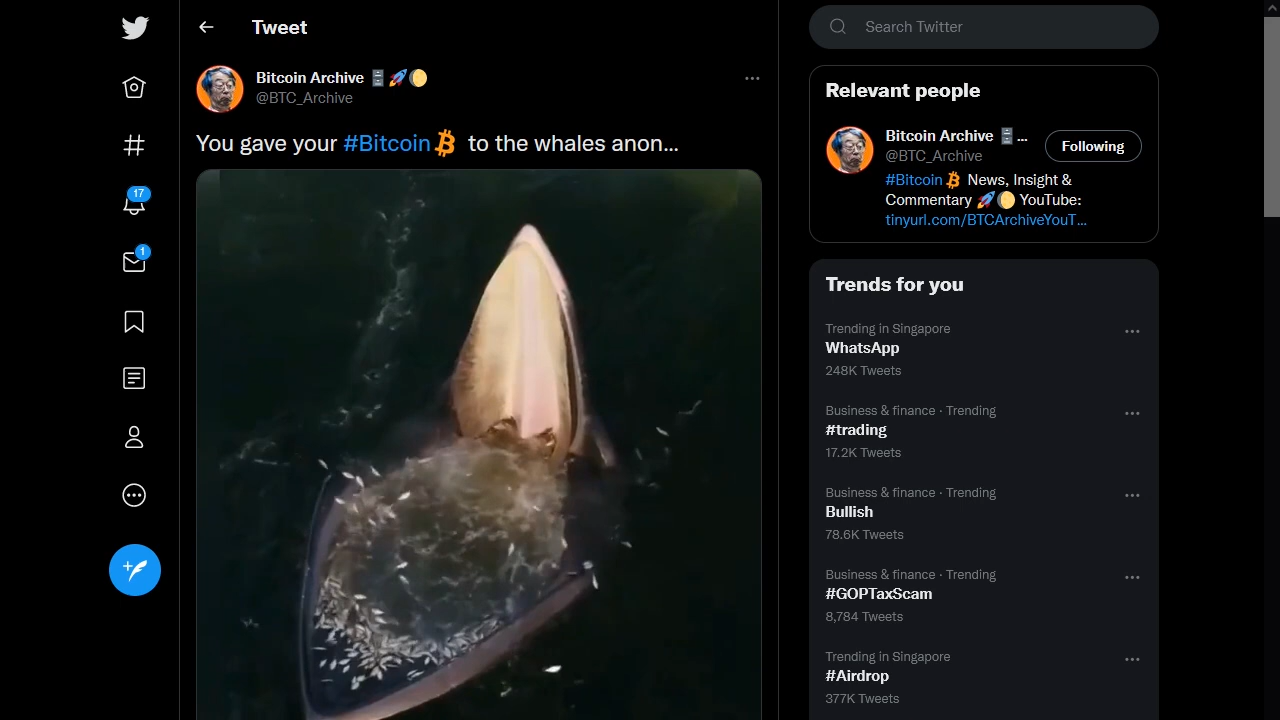 Tweet
Search Twitter
Bitcoin Archive 🗄️🚀🌔
@BTC_Archive
You gave your #Bitcoin to the whales anon...
Relevant people
Bitcoin Archive 🗄️...
@BTC_Archive
Following
#Bitcoin News, Insight &
Commentary 🚀🌔 YouTube:
tinyurl.com/BTCArchiveYouT...
17
1
Trends for you
Trending in Singapore
WhatsApp
248K Tweets
Business & finance · Trending
#trading
17.2K Tweets
Business & finance · Trending
Bullish
78.6K Tweets
Business & finance · Trending
#GOPTaxScam
8,784 Tweets
Trending in Singapore
#Airdrop
377K Tweets